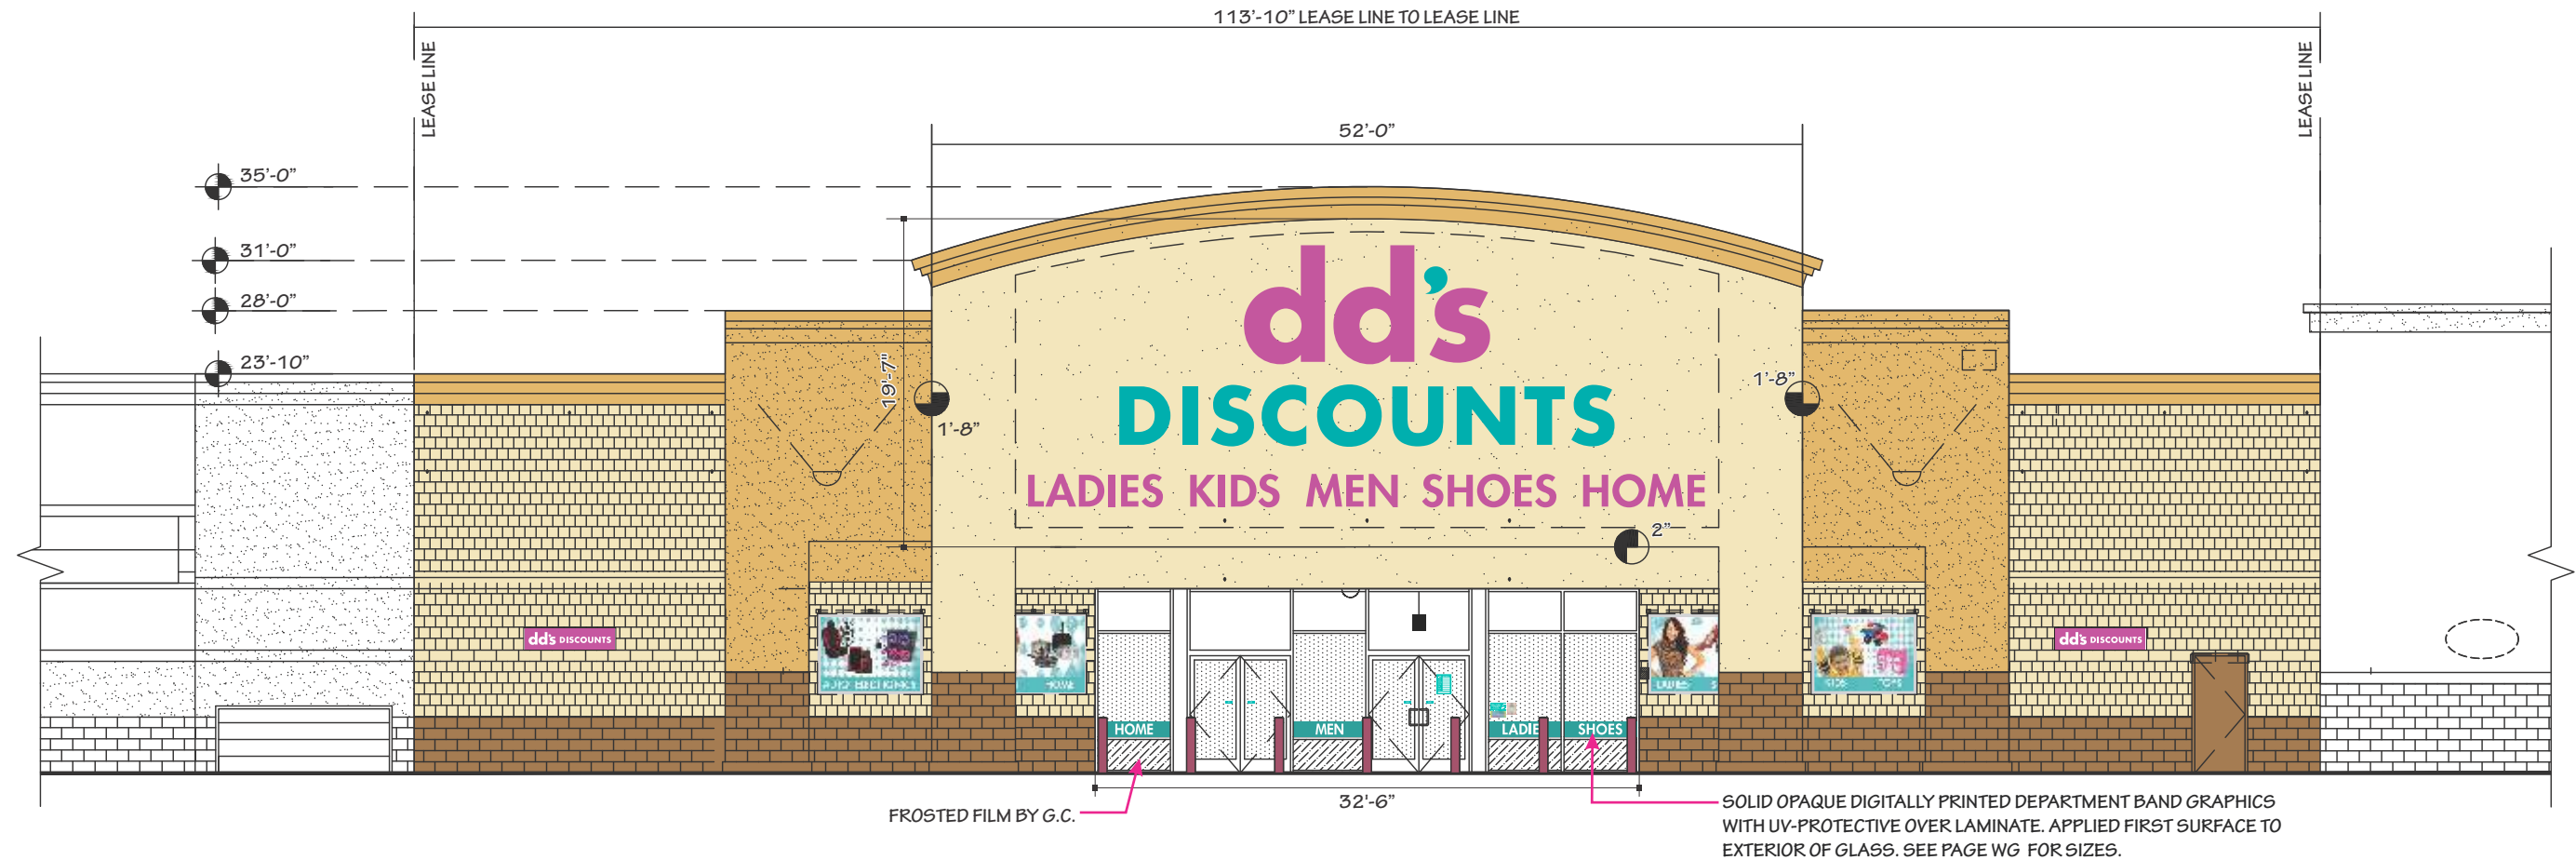 113'-10" LEASE LINE TO LEASE LINE
LEASE LINE
LEASE LINE
52'-0"
35'-0"
31'-0"
28'-0"
23'-10"
19'-7"
1'-8"
1'-8"
dd's
DISCOUNTS
LADIES KIDS MEN SHOES HOME
2"
dd's DISCOUNTS
dd's DISCOUNTS
HOME
LADIES
HOME
MEN
LADIE
SHOES
32'-6"
FROSTED FILM BY G.C.
SOLID OPAQUE DIGITALLY PRINTED DEPARTMENT BAND GRAPHICS
WITH UV-PROTECTIVE OVER LAMINATE. APPLIED FIRST SURFACE TO
EXTERIOR OF GLASS. SEE PAGE WG FOR SIZES.